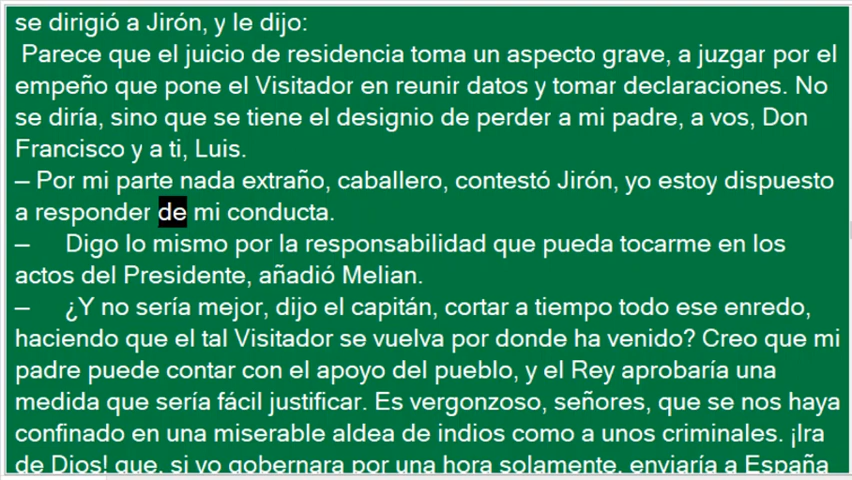 se dirigió a Jirón, y le dijo:
Parece que el juicio de residencia toma un aspecto grave, a juzgar por el
empeño que pone el Visitador en reunir datos y tomar declaraciones. No
se diría, sino que se tiene el designio de perder a mi padre, a vos, Don
Francisco y a ti, Luis.
– Por mi parte nada extraño, caballero, contestó Jirón, yo estoy dispuesto
a responder de mi conducta.
– Digo lo mismo por la responsabilidad que pueda tocarme en los
actos del Presidente, añadió Melian.
– ¿Y no sería mejor, dijo el capitán, cortar a tiempo todo ese enredo,
haciendo que el tal Visitador se vuelva por donde ha venido? Creo que mi
padre puede contar con el apoyo del pueblo, y el Rey aprobaría una
medida que sería fácil justificar. Es vergonzoso, señores, que se nos haya
confinado en una miserable aldea de indios como a unos criminales. ¡Ira
de Dios! que, si yo gobernara por una hora solamente, enviaría a España